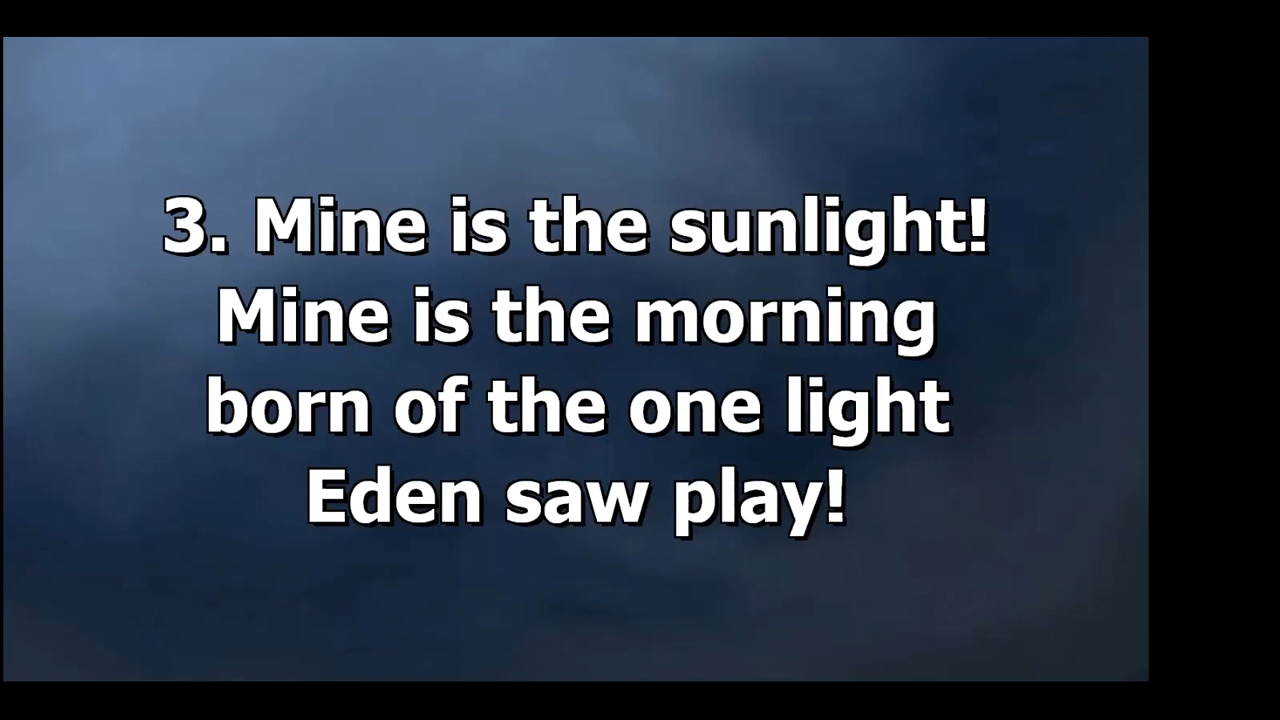 3. Mine is the sunlight!
Mine is the morning
born of the one light
Eden saw play!